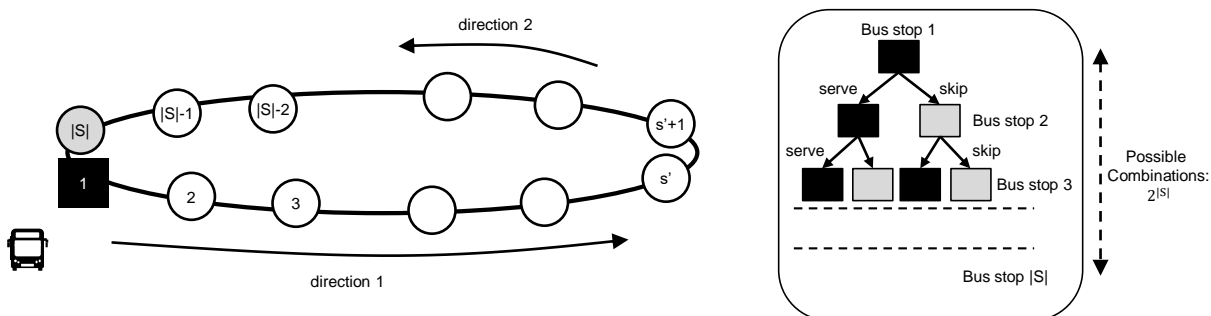 direction 2
|S|
|S|-1
|S|-2
s'+1
1
2
3
s'
direction 1
Bus stop 1
serve
skip
Bus stop 2
serve
skip
Bus stop 3
Bus stop |S|
Possible
Combinations:
2^|S|